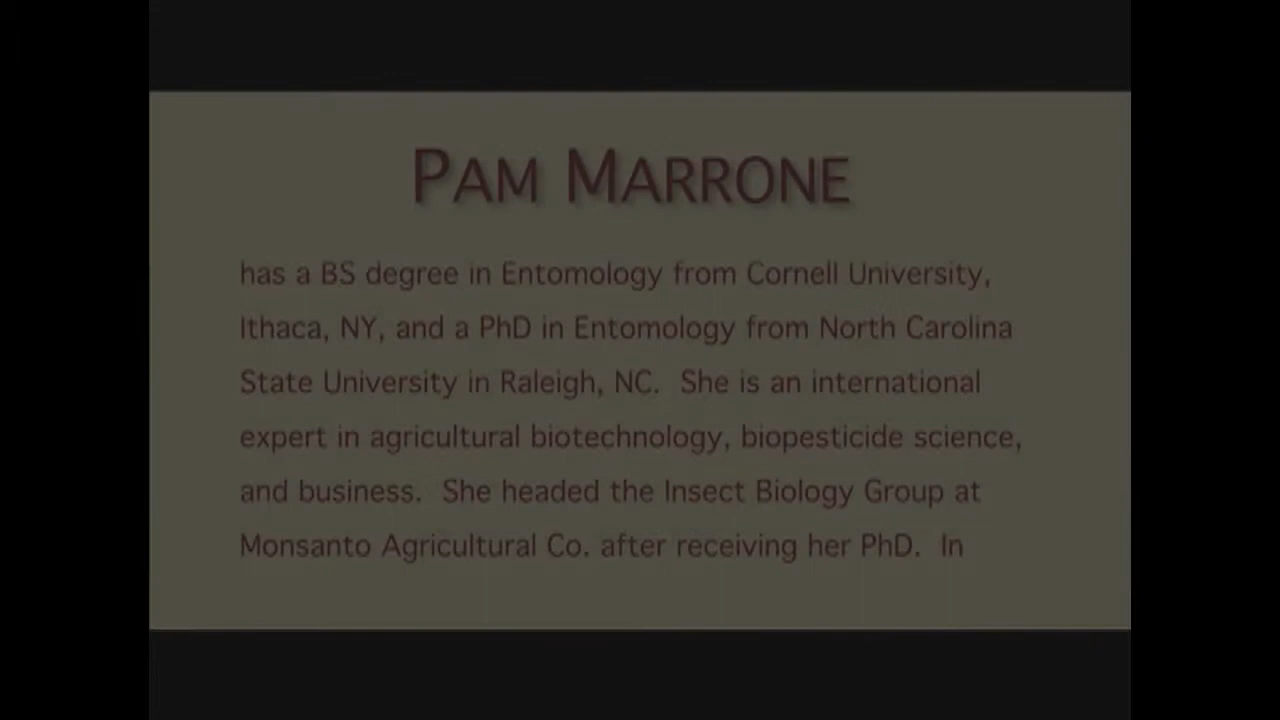 PAM MARRONE
has a BS degree in Entomology from Cornell University,
Ithaca, NY, and a PhD in Entomology from North Carolina
State University in Raleigh, NC.  She is an international
expert in agricultural biotechnology, biopesticide science,
and business.  She headed the Insect Biology Group at
Monsanto Agricultural Co. after receiving her PhD.  In